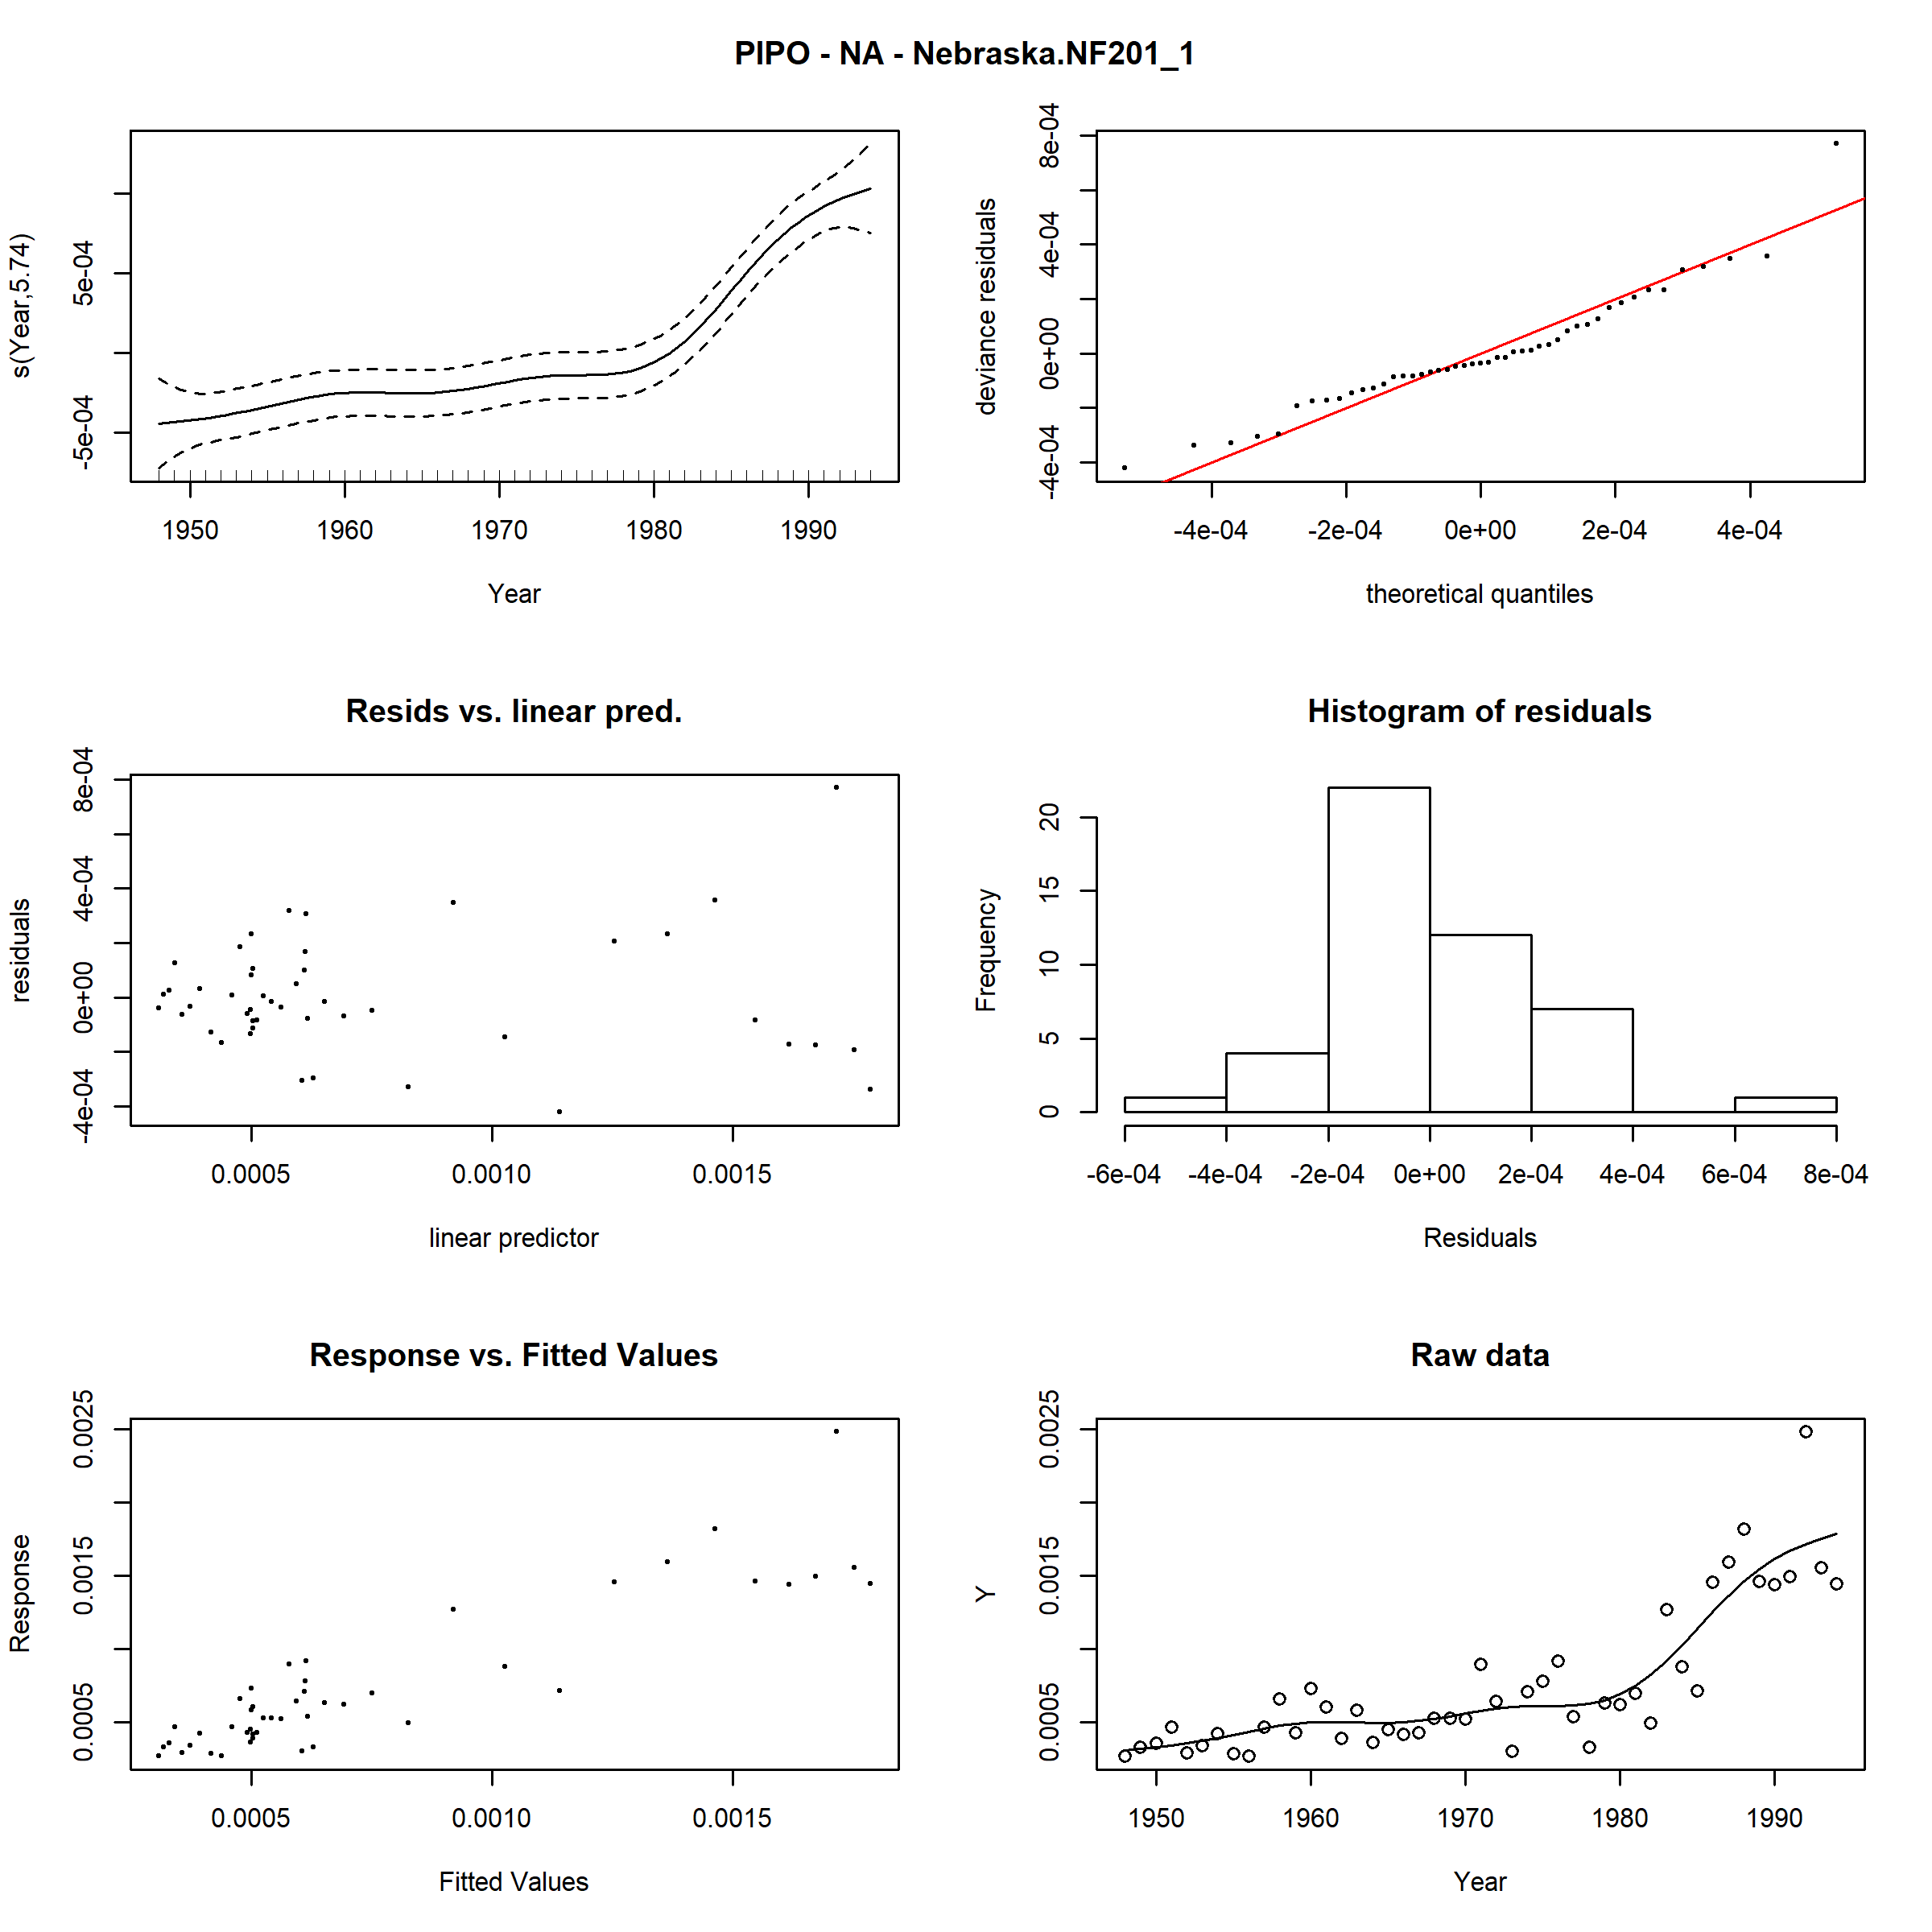 PIPO - NA - Nebraska.NF201_1
s(Year,5.74)
-5e-04 5e-04
1950 1960 1970 1980 1990
Year
deviance residuals
-4e-04 0e+00 4e-04 8e-04
-4e-04 -2e-04 0e+00 2e-04 4e-04
theoretical quantiles
Resids vs. linear pred.
residuals
-4e-04 0e+00 4e-04 8e-04
0.0005 0.0010 0.0015
linear predictor
Histogram of residuals
Frequency
0 5 10 15 20
-6e-04 -4e-04 -2e-04 0e+00 2e-04 4e-04 6e-04 8e-04
Residuals
Response vs. Fitted Values
Response
0.0005 0.0015 0.0025
0.0005 0.0010 0.0015
Fitted Values
Raw data
Y
0.0005 0.0015 0.0025
1950 1960 1970 1980 1990
Year